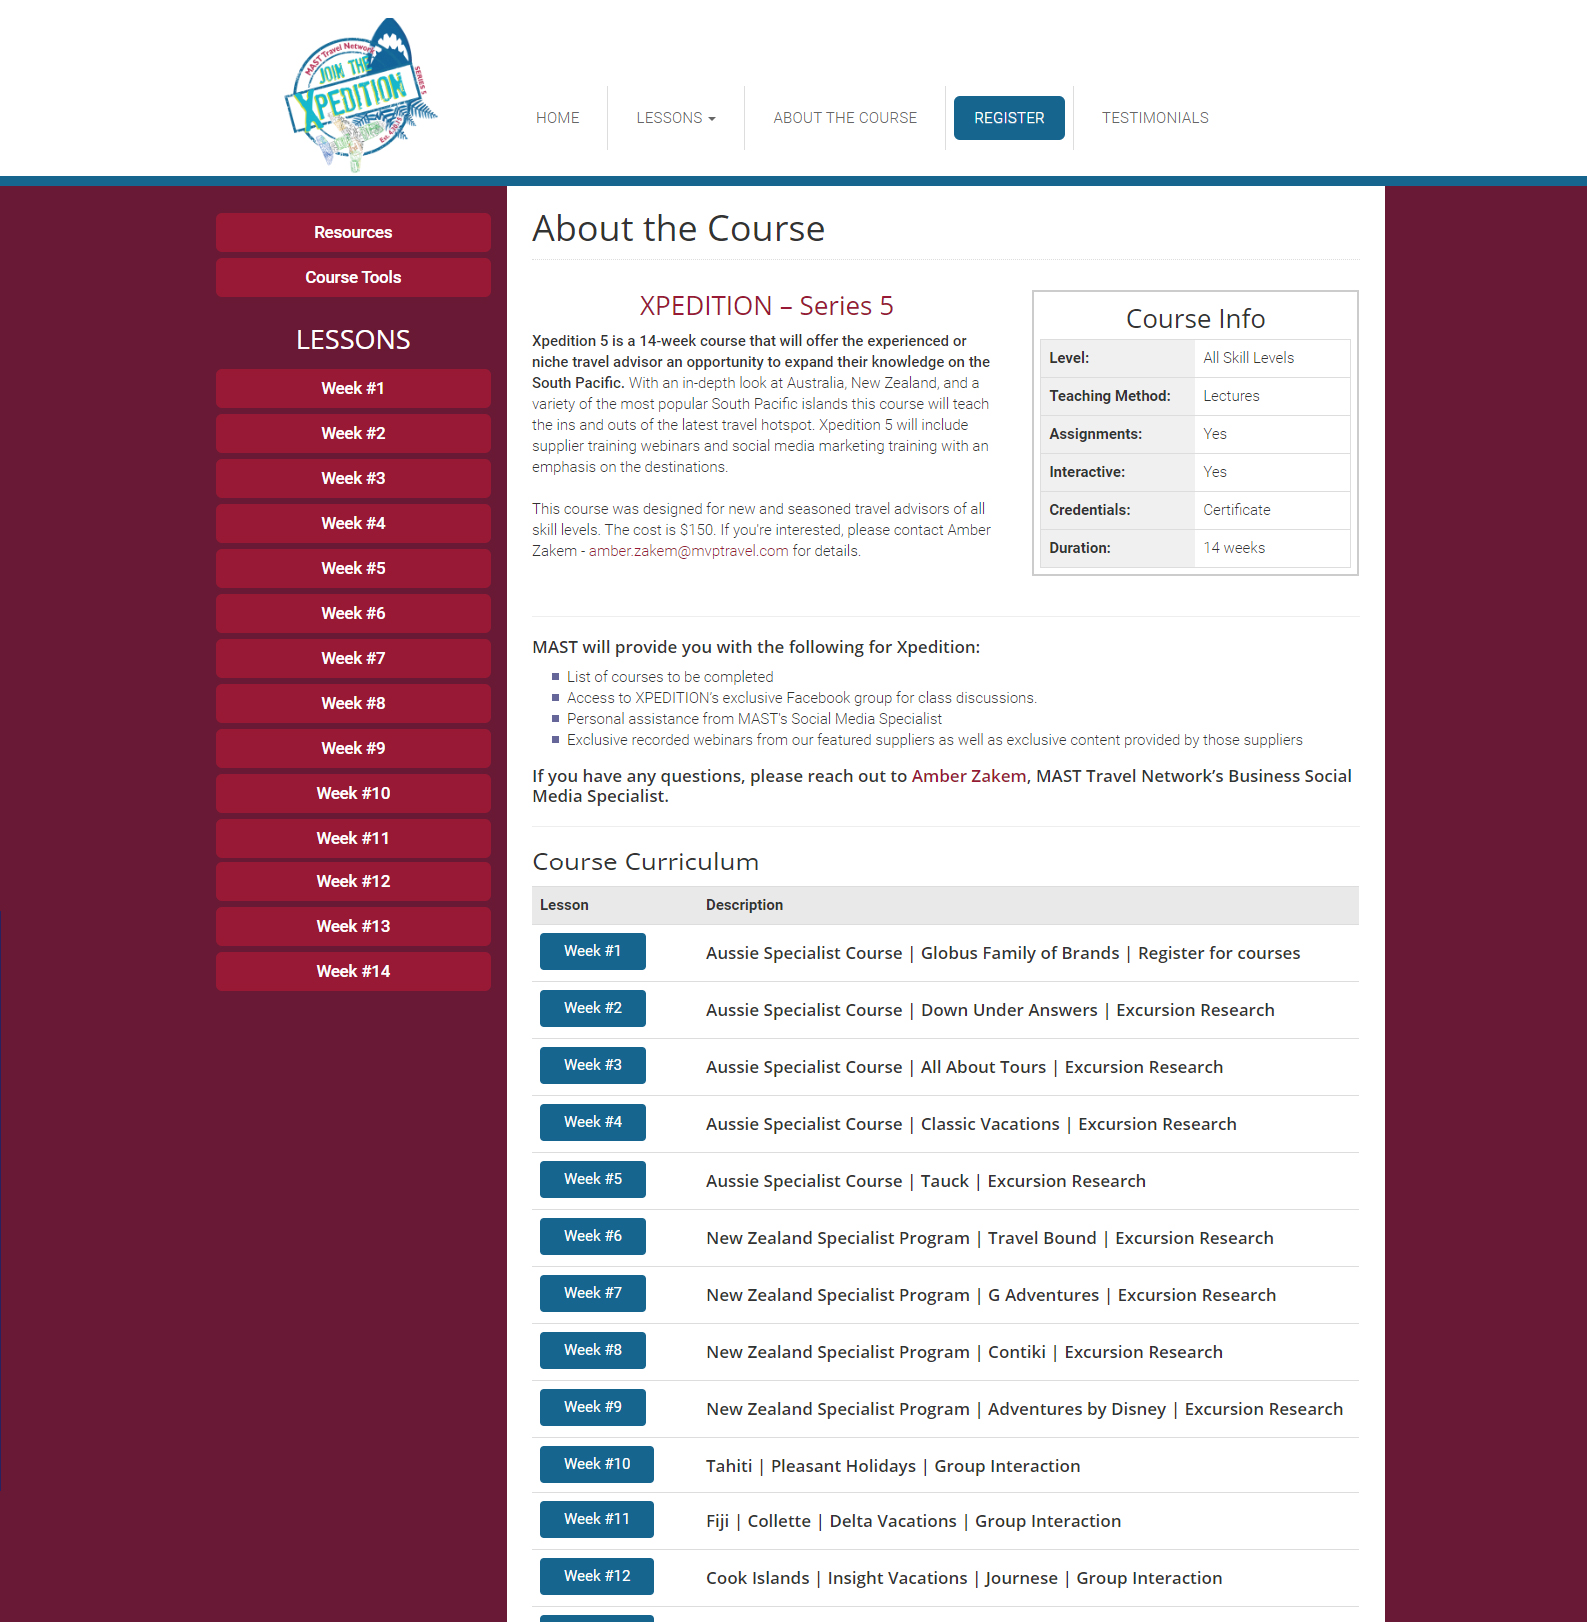 MAST Travel Network
JOIN THE
XPEDITION
SERIES 5
HOME
LESSONS
ABOUT THE COURSE
REGISTER
TESTIMONIALS
Resources
Course Tools
LESSONS
Week #1
Week #2
Week #3
Week #4
Week #5
Week #6
Week #7
Week #8
Week #9
Week #10
Week #11
Week #12
Week #13
Week #14
About the Course
XPEDITION – Series 5
Xpedition 5 is a 14-week course that will offer the experienced or
niche travel advisor an opportunity to expand their knowledge on the
South Pacific. With an in-depth look at Australia, New Zealand, and a
variety of the most popular South Pacific islands this course will teach
the ins and outs of the latest travel hotspot. Xpedition 5 will include
supplier training webinars and social media marketing training with an
emphasis on the destinations.
This course was designed for new and seasoned travel advisors of all
skill levels. The cost is $150. If you're interested, please contact Amber
Zakem - amber.zakem@mvptravel.com for details.
Course Info
Level: All Skill Levels
Teaching Method: Lectures
Assignments: Yes
Interactive: Yes
Credentials: Certificate
Duration: 14 weeks
MAST will provide you with the following for Xpedition:
List of courses to be completed
Access to XPEDITION's exclusive Facebook group for class discussions.
Personal assistance from MAST's Social Media Specialist
Exclusive recorded webinars from our featured suppliers as well as exclusive content provided by those suppliers
If you have any questions, please reach out to Amber Zakem, MAST Travel Network’s Business Social
Media Specialist.
Course Curriculum
Lesson Description
Week #1 Aussie Specialist Course | Globus Family of Brands | Register for courses
Week #2 Aussie Specialist Course | Down Under Answers | Excursion Research
Week #3 Aussie Specialist Course | All About Tours | Excursion Research
Week #4 Aussie Specialist Course | Classic Vacations | Excursion Research
Week #5 Aussie Specialist Course | Tauck | Excursion Research
Week #6 New Zealand Specialist Program | Travel Bound | Excursion Research
Week #7 New Zealand Specialist Program | G Adventures | Excursion Research
Week #8 New Zealand Specialist Program | Contiki | Excursion Research
Week #9 New Zealand Specialist Program | Adventures by Disney | Excursion Research
Week #10 Tahiti | Pleasant Holidays | Group Interaction
Week #11 Fiji | Collette | Delta Vacations | Group Interaction
Week #12 Cook Islands | Insight Vacations | Journese | Group Interaction